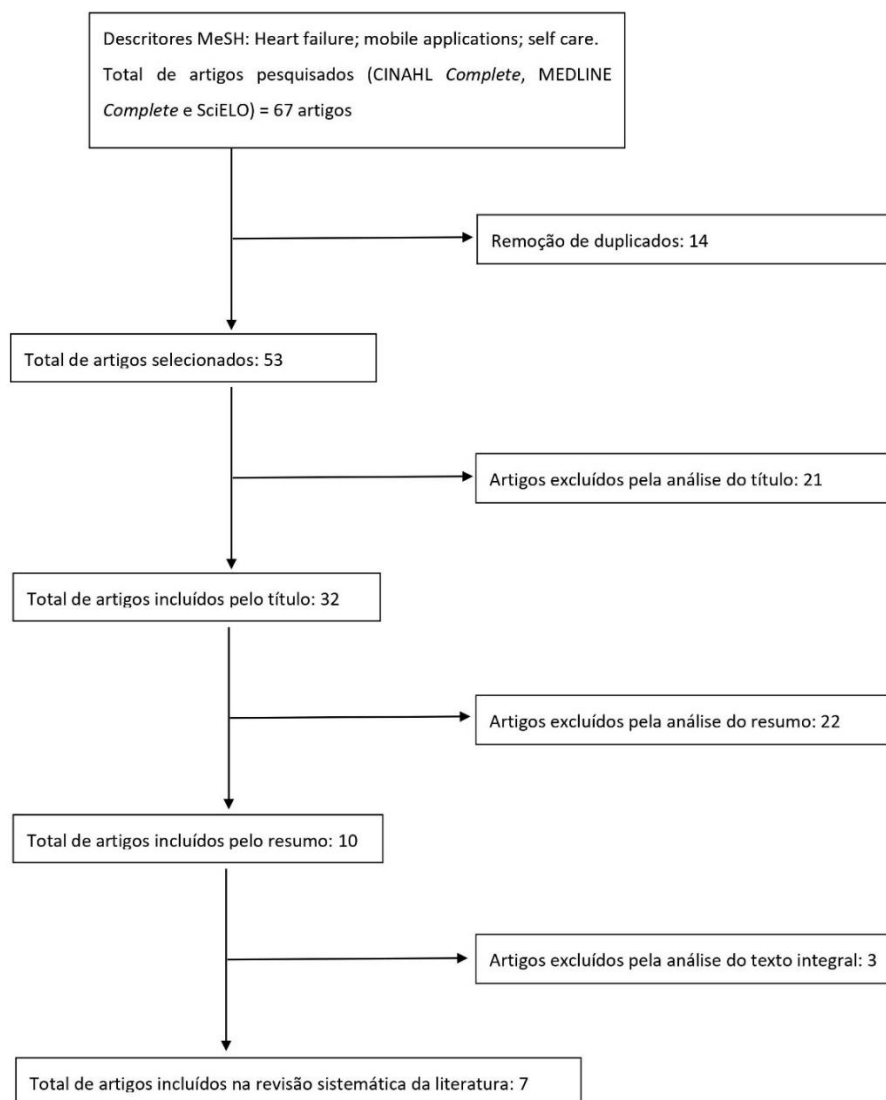 Descritores MeSH: Heart failure; mobile applications; self care.
Total de artigos pesquisados (CINAHL Complete, MEDLINE
Complete e SciELO) = 67 artigos
Remoção de duplicados: 14
Total de artigos selecionados: 53
Artigos excluídos pela análise do título: 21
Total de artigos incluídos pelo título: 32
Artigos excluídos pela análise do resumo: 22
Total de artigos incluídos pelo resumo: 10
Artigos excluídos pela análise do texto integral: 3
Total de artigos incluídos na revisão sistemática da literatura: 7